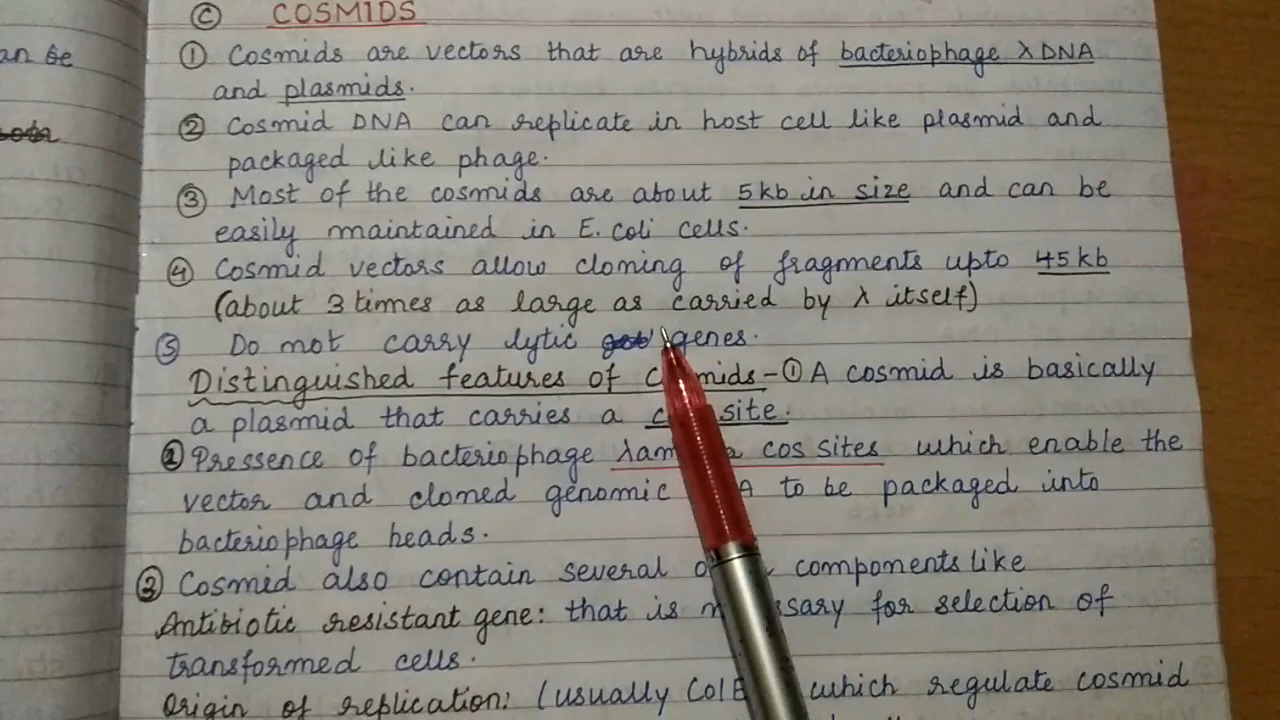 an be
© COSMIDS
① Cosmids are vectors that are hybrids of bacteriophage λ DNA
and plasmids.
② Cosmid DNA can replicate in host cell like plasmid and
packaged like phage.
③ Most of the cosmids are about 5kb in size and can be
easily maintained in E. coli cells.
④ Cosmid vectors allow cloning of fragments upto 45kb
(about 3 times as large as carried by λ itself)
⑤ Do not carry lytic genes.
Distinguished features of C mids - ① A cosmid is basically
a plasmid that carries a c site.
② Pressence of bacteriophage λam a cos sites which enable the
vector and cloned genomic A to be packaged into
bacteriophage heads.
③ Cosmid also contain several o components like
Antibiotic resistant gene: that is n ssary for selection of
transformed cells.
Origin of replication: (usually ColE which regulate cosmid